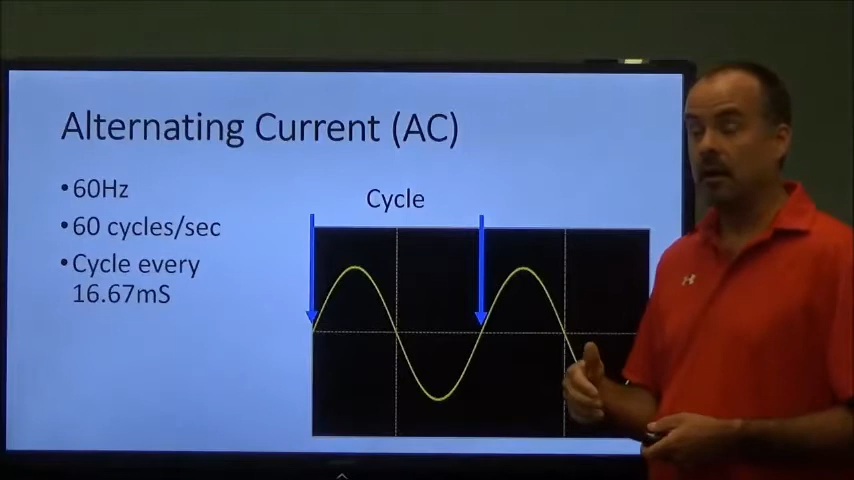 Alternating Current (AC)
•60Hz
•60 cycles/sec
•Cycle every
16.67mS
Cycle